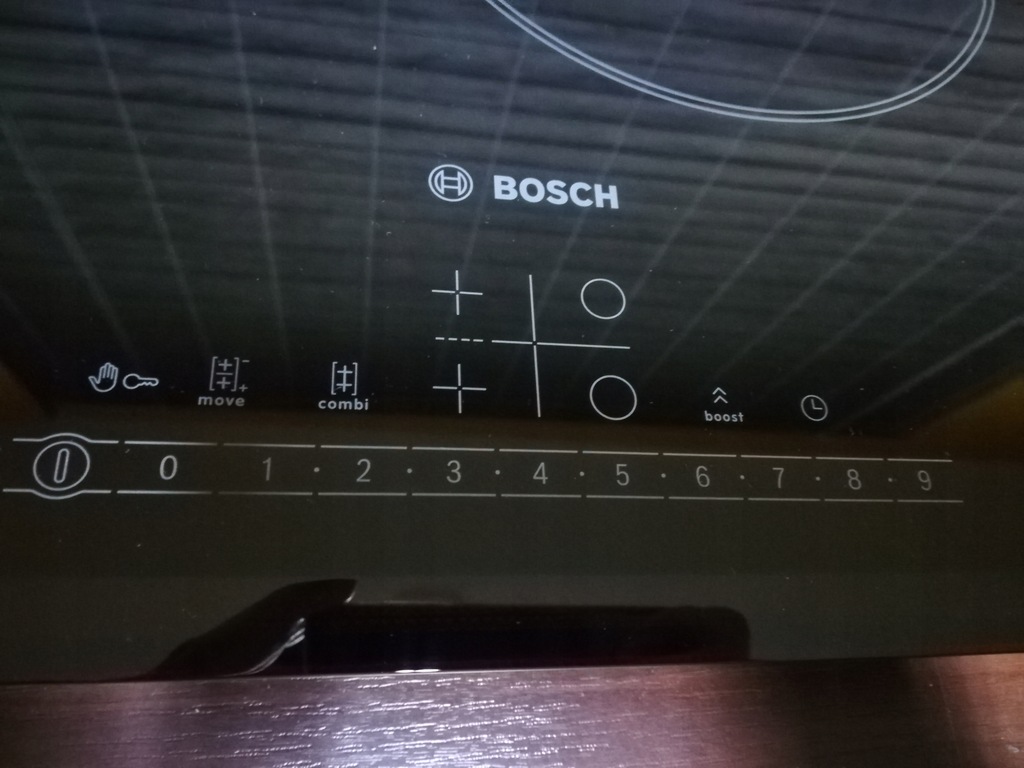 BOSCH
move
combi
boost
0 1 · 2 · 3 · 4 · 5 · 6 · 7 · 8 · 9